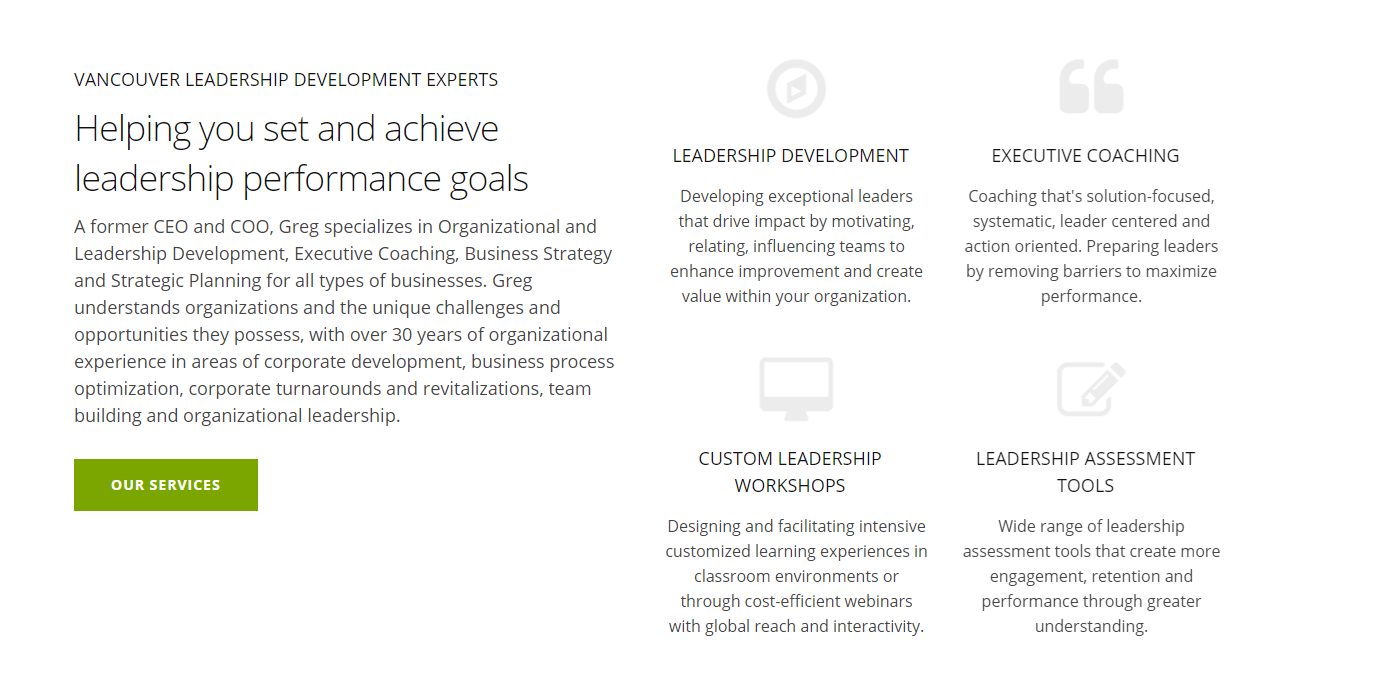 VANCOUVER LEADERSHIP DEVELOPMENT EXPERTS
Helping you set and achieve
leadership performance goals
A former CEO and COO, Greg specializes in Organizational and
Leadership Development, Executive Coaching, Business Strategy
and Strategic Planning for all types of businesses. Greg
understands organizations and the unique challenges and
opportunities they possess, with over 30 years of organizational
experience in areas of corporate development, business process
optimization, corporate turnarounds and revitalizations, team
building and organizational leadership.
OUR SERVICES
LEADERSHIP DEVELOPMENT
Developing exceptional leaders
that drive impact by motivating,
relating, influencing teams to
enhance improvement and create
value within your organization.
EXECUTIVE COACHING
Coaching that's solution-focused,
systematic, leader centered and
action oriented. Preparing leaders
by removing barriers to maximize
performance.
CUSTOM LEADERSHIP
WORKSHOPS
Designing and facilitating intensive
customized learning experiences in
classroom environments or
through cost-efficient webinars
with global reach and interactivity.
LEADERSHIP ASSESSMENT
TOOLS
Wide range of leadership
assessment tools that create more
engagement, retention and
performance through greater
understanding.